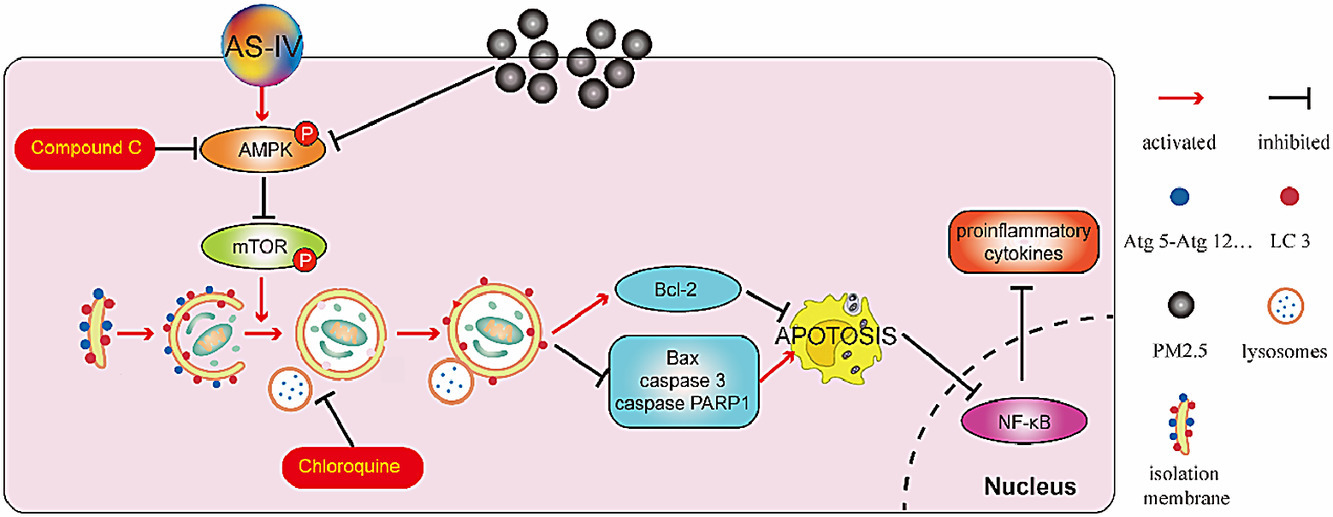 AS-IV
Compound C
AMPK
P
mTOR
P
Chloroquine
Bcl-2
Bax
caspase 3
caspase PARP1
APOTOSIS
proinflammatory
cytokines
NF-κB
Nucleus
activated
inhibited
Atg 5-Atg 12...
LC 3
PM2.5
lysosomes
isolation
membrane